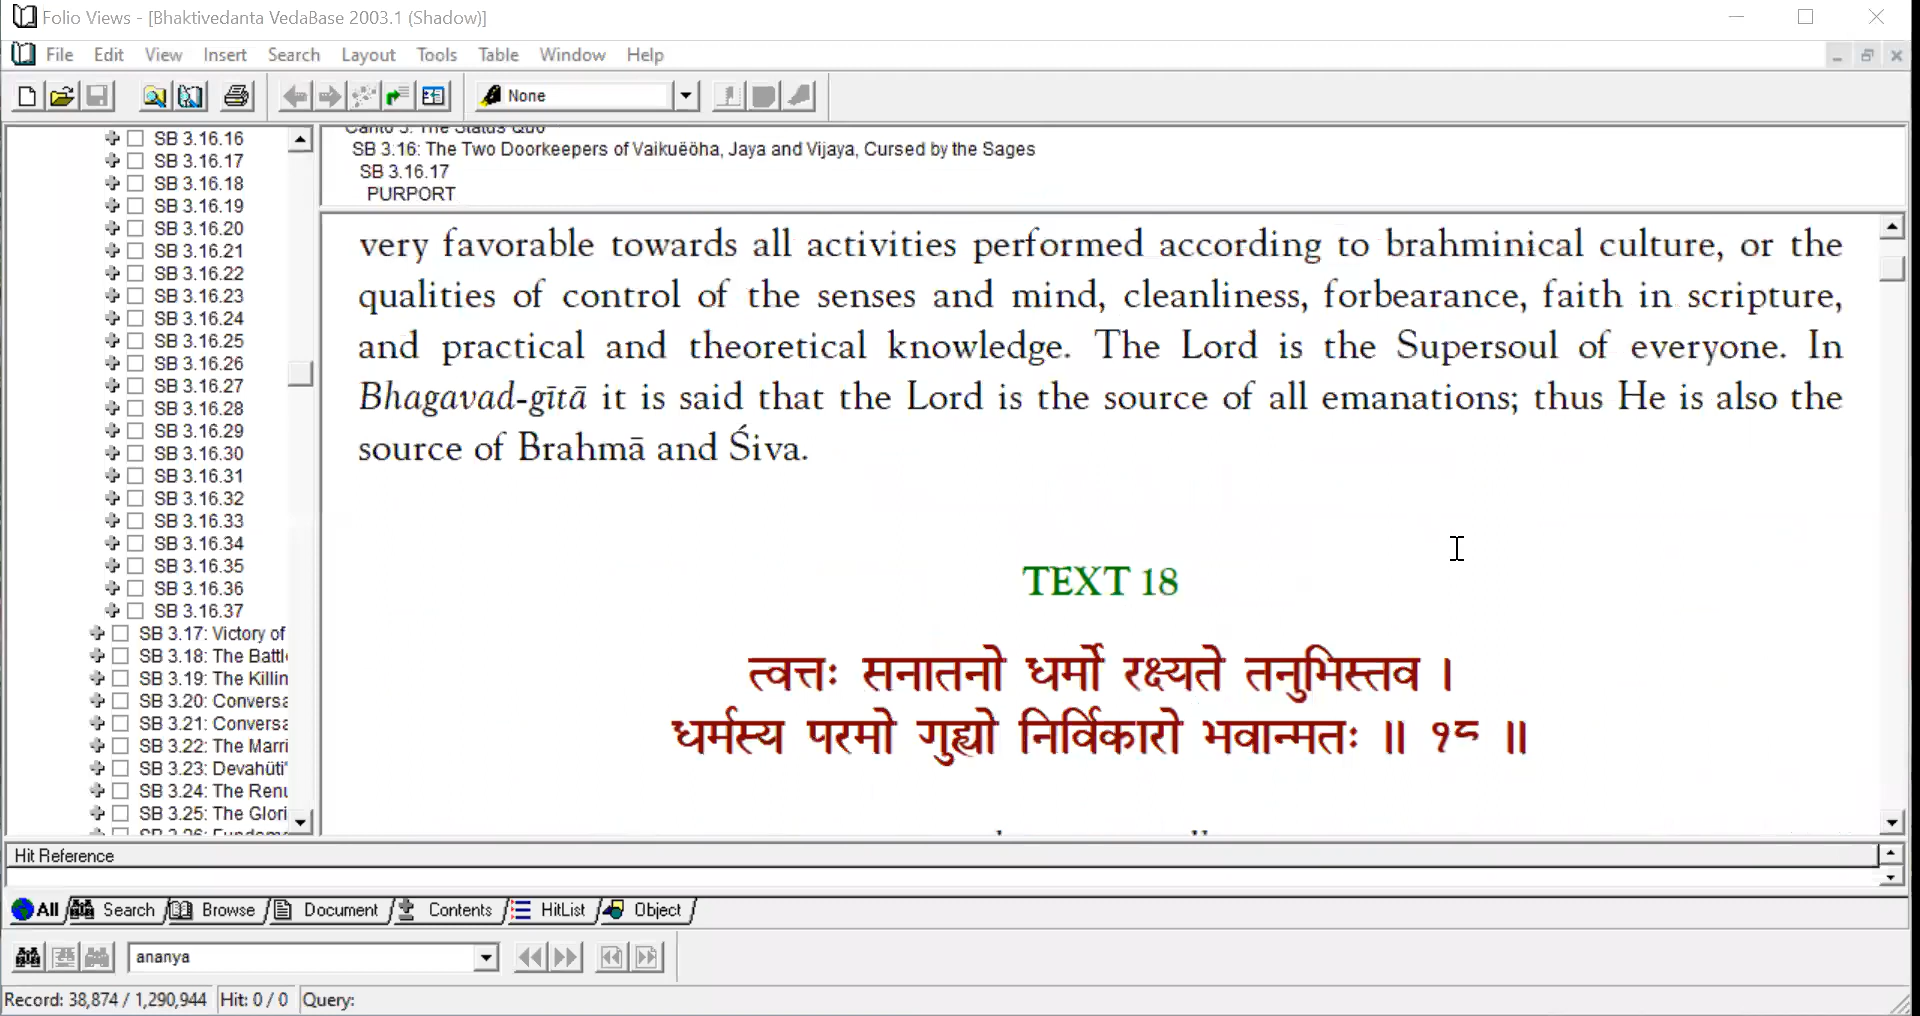 Folio Views - [Bhaktivedanta VedaBase 2003.1 (Shadow)]
File Edit View Insert Search Layout Tools Table Window Help
None
SB 3.16.16
SB 3.16.17
SB 3.16.18
SB 3.16.19
SB 3.16.20
SB 3.16.21
SB 3.16.22
SB 3.16.23
SB 3.16.24
SB 3.16.25
SB 3.16.26
SB 3.16.27
SB 3.16.28
SB 3.16.29
SB 3.16.30
SB 3.16.31
SB 3.16.32
SB 3.16.33
SB 3.16.34
SB 3.16.35
SB 3.16.36
SB 3.16.37
SB 3.17: Victory of
SB 3.18: The Battl
SB 3.19: The Killin
SB 3.20: Conversa
SB 3.21: Conversa
SB 3.22: The Marri
SB 3.23: Devahüti'
SB 3.24: The Renu
SB 3.25: The Glori
SB 3.26: Fundame
Canto 3: The Status Quo
SB 3.16: The Two Doorkeepers of Vaikuëöha, Jaya and Vijaya, Cursed by the Sages
SB 3.16.17
PURPORT
very favorable towards all activities performed according to brahminical culture, or the
qualities of control of the senses and mind, cleanliness, forbearance, faith in scripture,
and practical and theoretical knowledge. The Lord is the Supersoul of everyone. In
Bhagavad-gītā it is said that the Lord is the source of all emanations; thus He is also the
source of Brahmā and Śiva.
TEXT 18
त्वत्तः सनातनो धर्मो रक्ष्यते तनुभिस्तव ।
धर्मस्य परमो गुह्यो निर्विकारो भवान्मतः ॥ १८ ॥
Hit Reference
All Search Browse Document Contents HitList Object
ananya
Record: 38,874 / 1,290,944 Hit: 0 / 0 Query: